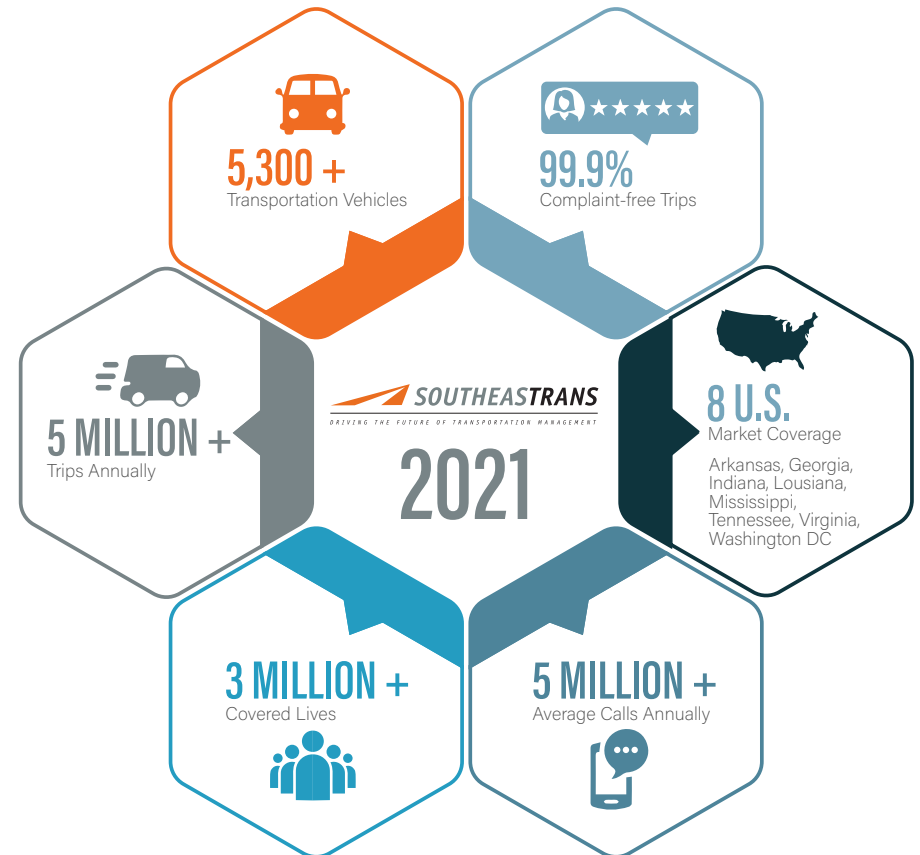 5,300 +
Transportation Vehicles
99.9%
Complaint-free Trips
5 MILLION +
Trips Annually
SOUTHEASTRANS
DRIVING THE FUTURE OF TRANSPORTATION MANAGEMENT
2021
8 U.S.
Market Coverage
Arkansas, Georgia,
Indiana, Lousiana,
Mississippi,
Tennessee, Virginia,
Washington DC
3 MILLION +
Covered Lives
5 MILLION +
Average Calls Annually